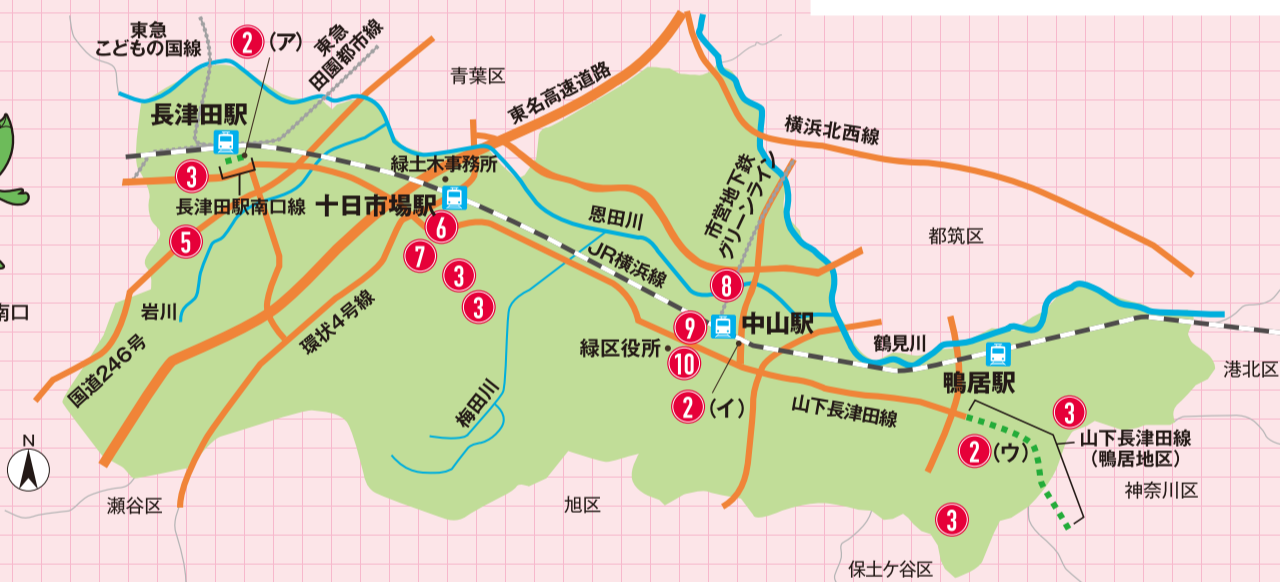 東急
こどもの国線
② (ア)
東急
田園都市線
青葉区
東名高速道路
横浜北西線
長津田駅
緑土木事務所
③
長津田駅南口線
十日市場駅
⑤
⑥
⑦
③
③
恩田川
JR横浜線
市営地下鉄
グリーンライン
都筑区
⑧
⑨
中山駅
緑区役所
⑩
② (イ)
鶴見川
鴨居駅
港北区
南口
岩川
国道246号
環状4号線
梅田川
山下長津田線
③
② (ウ)
山下長津田線
(鴨居地区)
神奈川区
③
N
瀬谷区
旭区
保土ケ谷区